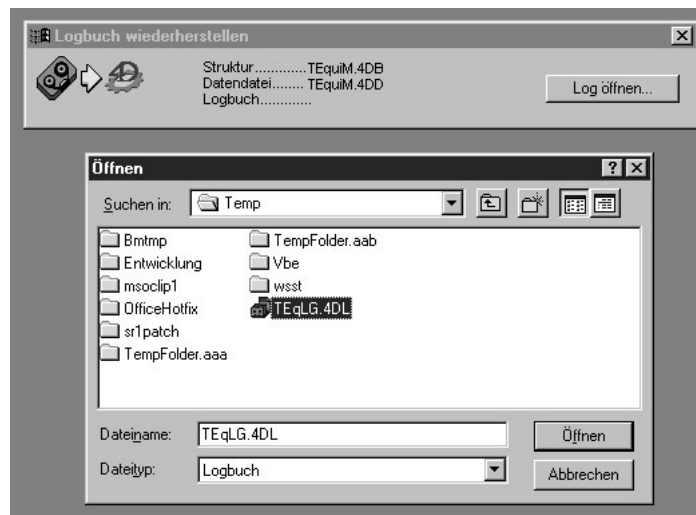 Logbuch wiederherstellen
Struktur.............TEquiM.4DB
Datendatei........ TEquiM.4DD
Logbuch.............
Log öffnen...
Öffnen
Suchen in: Temp
Bmtmp
Entwicklung
msoclip1
OfficeHotfix
sr1patch
TempFolder.aaa
TempFolder.aab
Vbe
wsst
TEqLG.4DL
Dateiname: TEqLG.4DL
Öffnen
Dateityp: Logbuch
Abbrechen